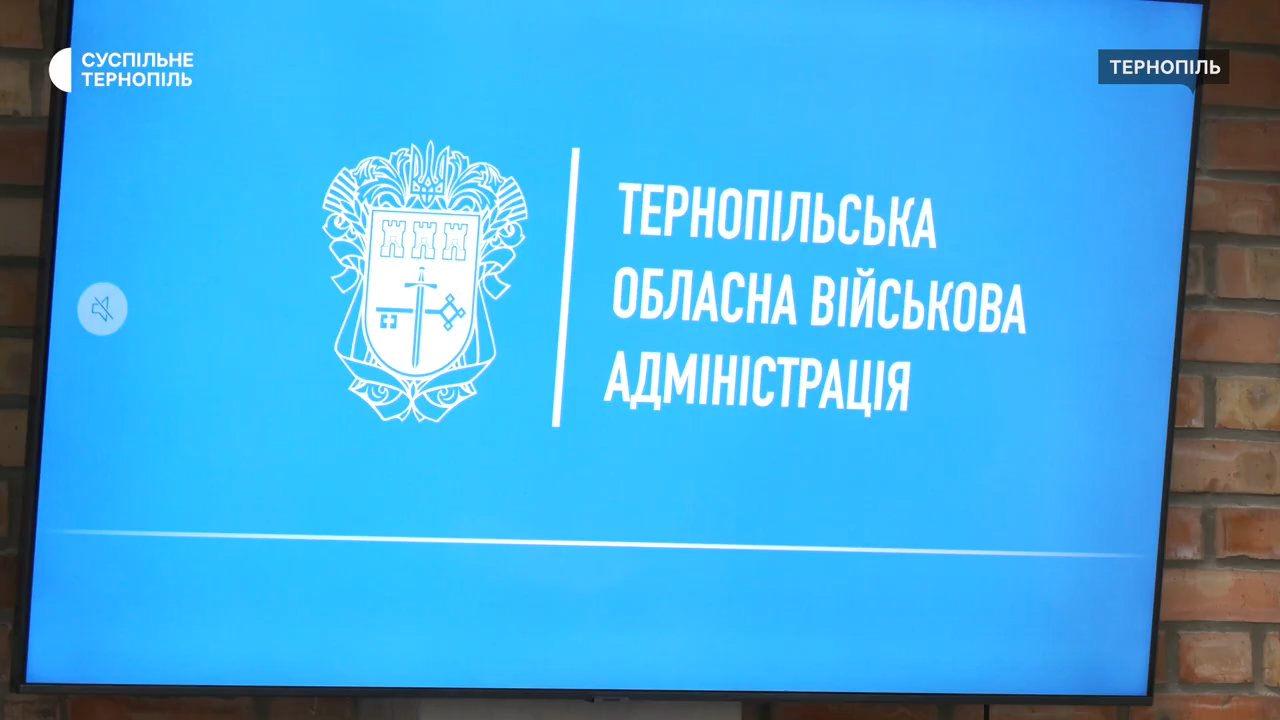 СУСПІЛЬНЕ
ТЕРНОПІЛЬ
ТЕРНОПІЛЬ
ТЕРНОПІЛЬСЬКА
ОБЛАСНА ВІЙСЬКОВА
АДМІНІСТРАЦІЯ